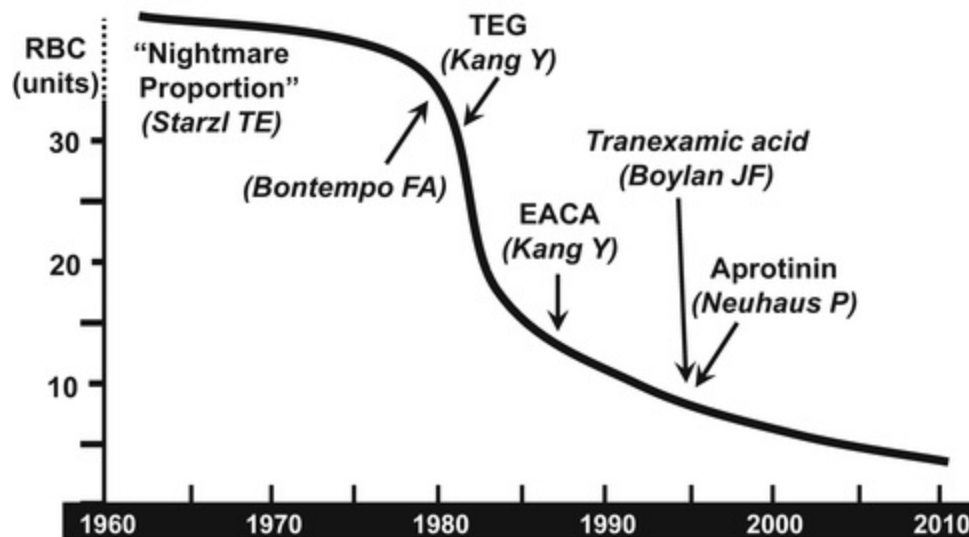 RBC
(units)
30
20
10
“Nightmare
Proportion”
(Starzl TE)
(Bontempo FA)
TEG
(Kang Y)
EACA
(Kang Y)
Tranexamic acid
(Boylan JF)
Aprotinin
(Neuhaus P)
1960 1970 1980 1990 2000 2010